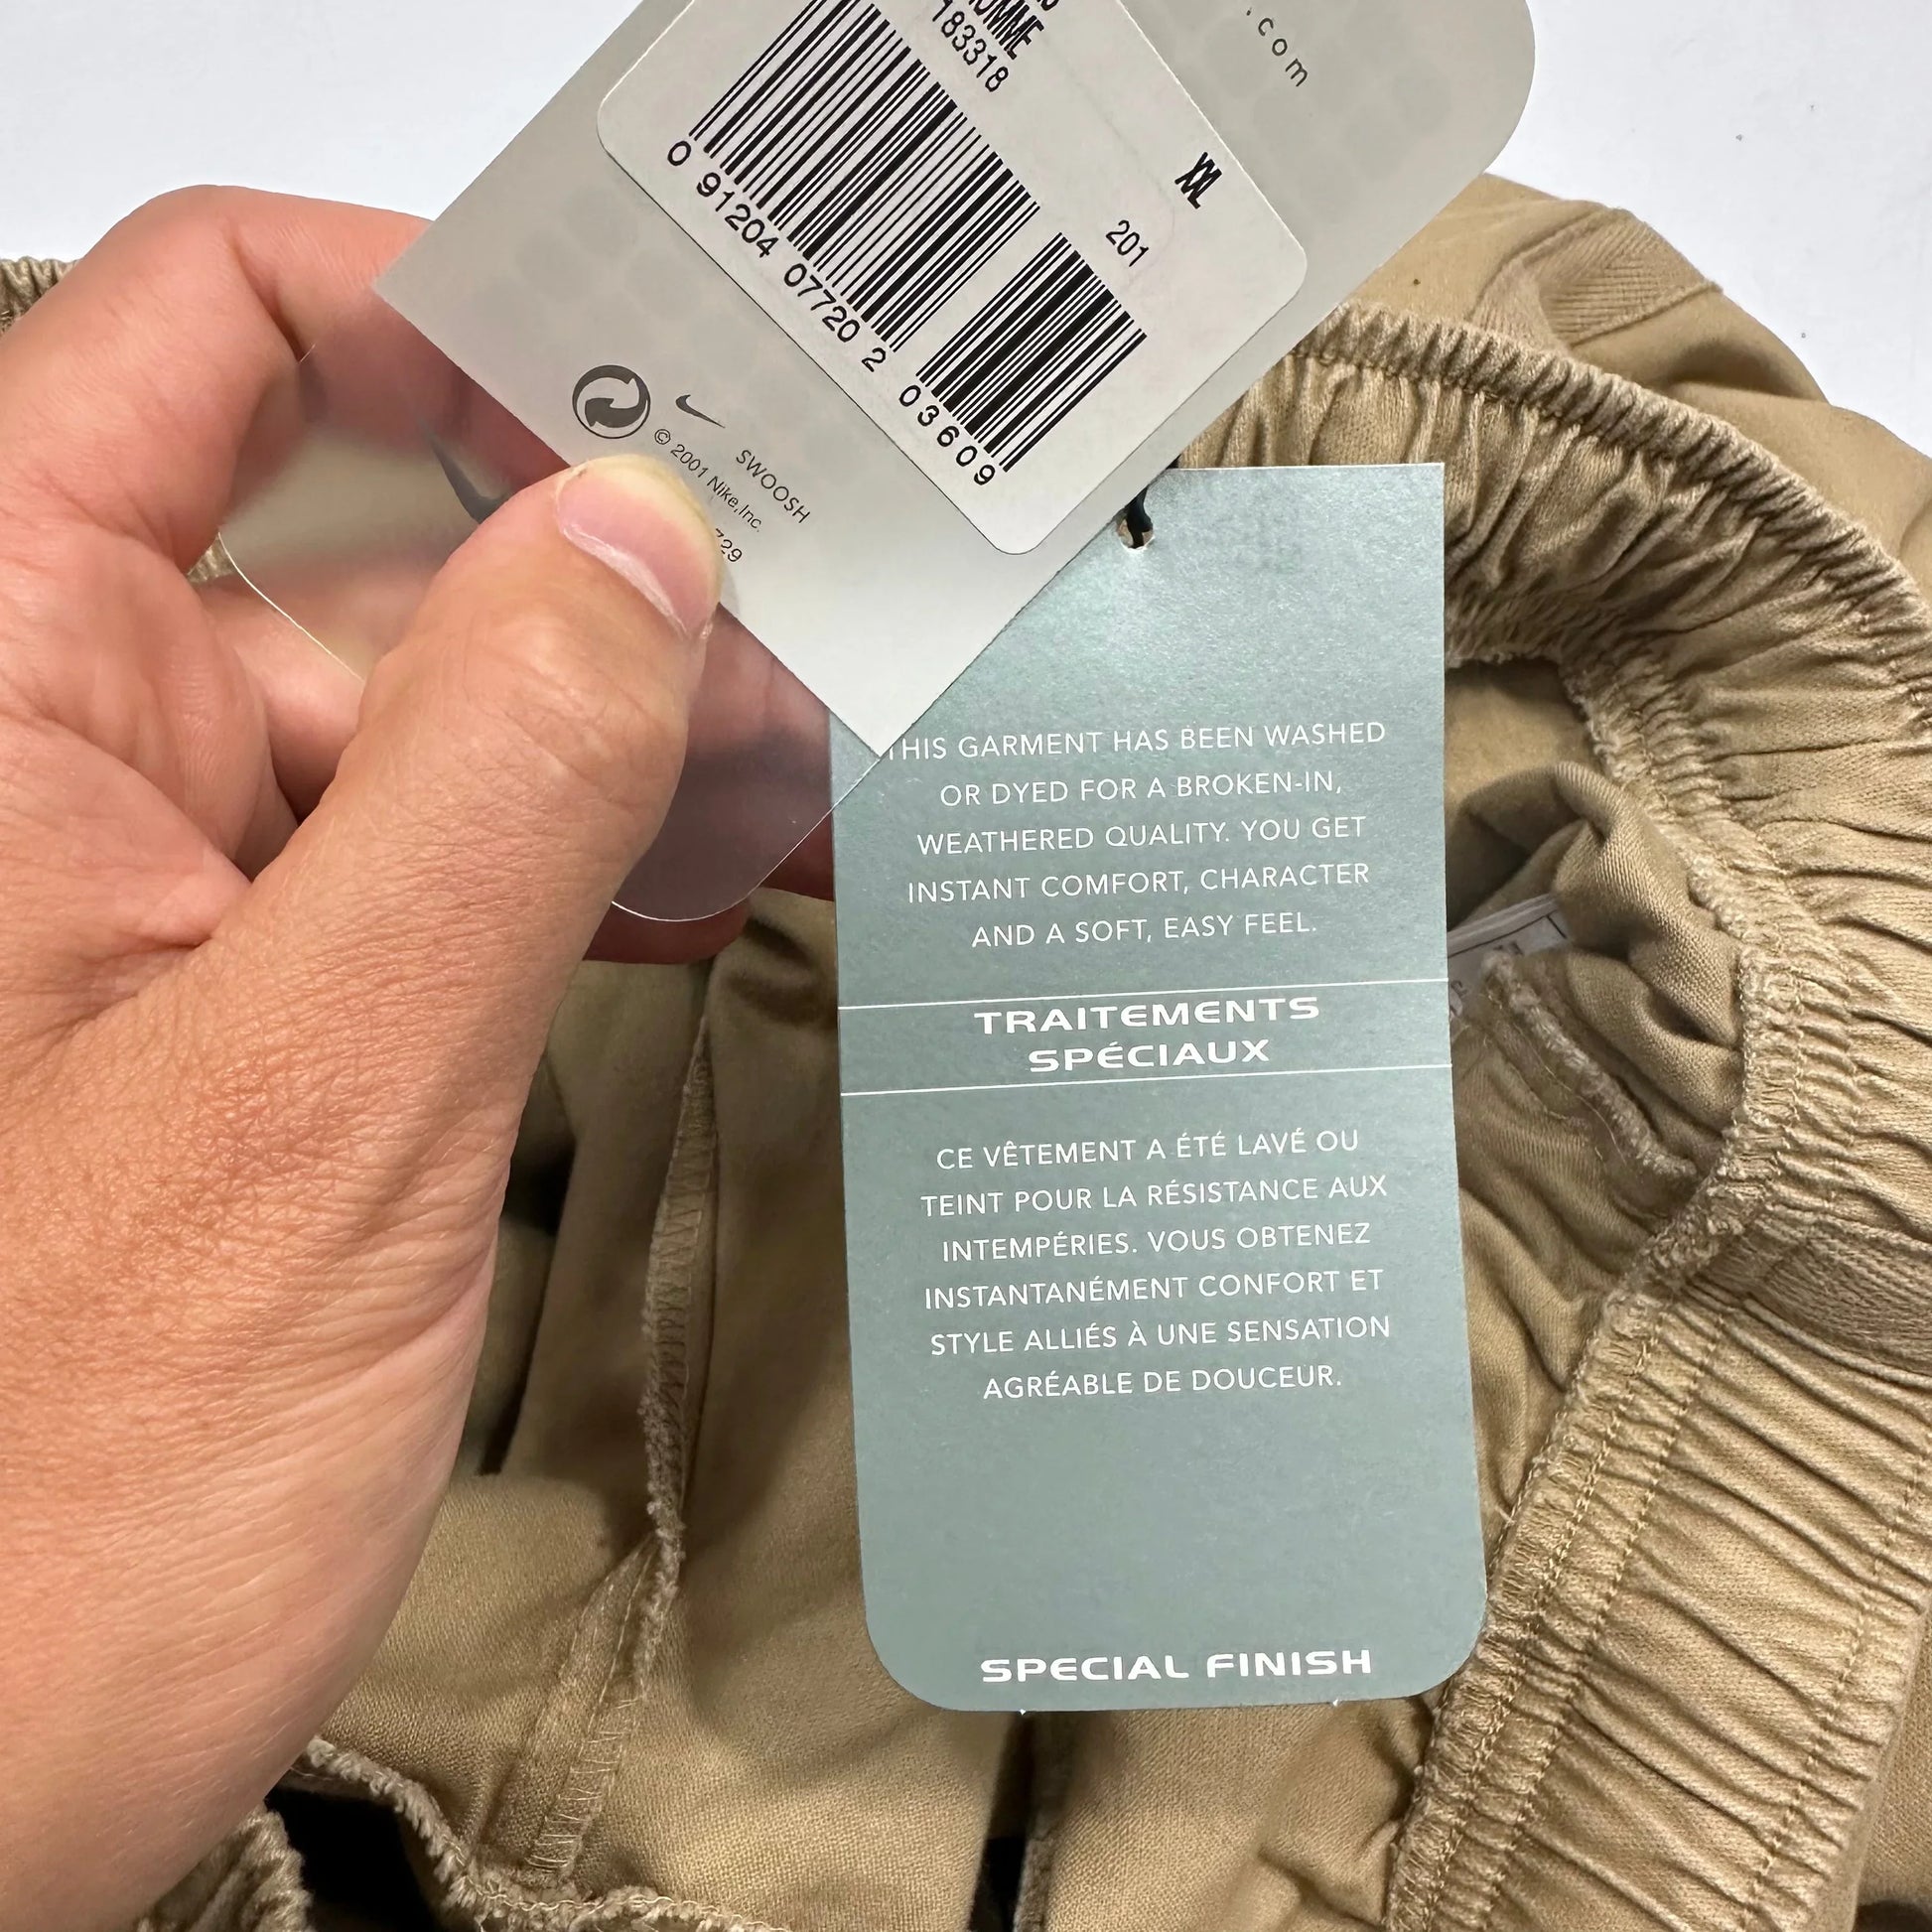 HOMME
183318
.com
XXL
201
0 91204 07720 2 03609
SWOOSH
© 2001 Nike, Inc.
THIS GARMENT HAS BEEN WASHED
OR DYED FOR A BROKEN-IN,
WEATHERED QUALITY. YOU GET
INSTANT COMFORT, CHARACTER
AND A SOFT, EASY FEEL.
TRAITEMENTS
SPÉCIAUX
CE VÊTEMENT A ÉTÉ LAVÉ OU
TEINT POUR LA RÉSISTANCE AUX
INTEMPÉRIES. VOUS OBTENEZ
INSTANTANÉMENT CONFORT ET
STYLE ALLIÉS À UNE SENSATION
AGRÉABLE DE DOUCEUR.
SPECIAL FINISH